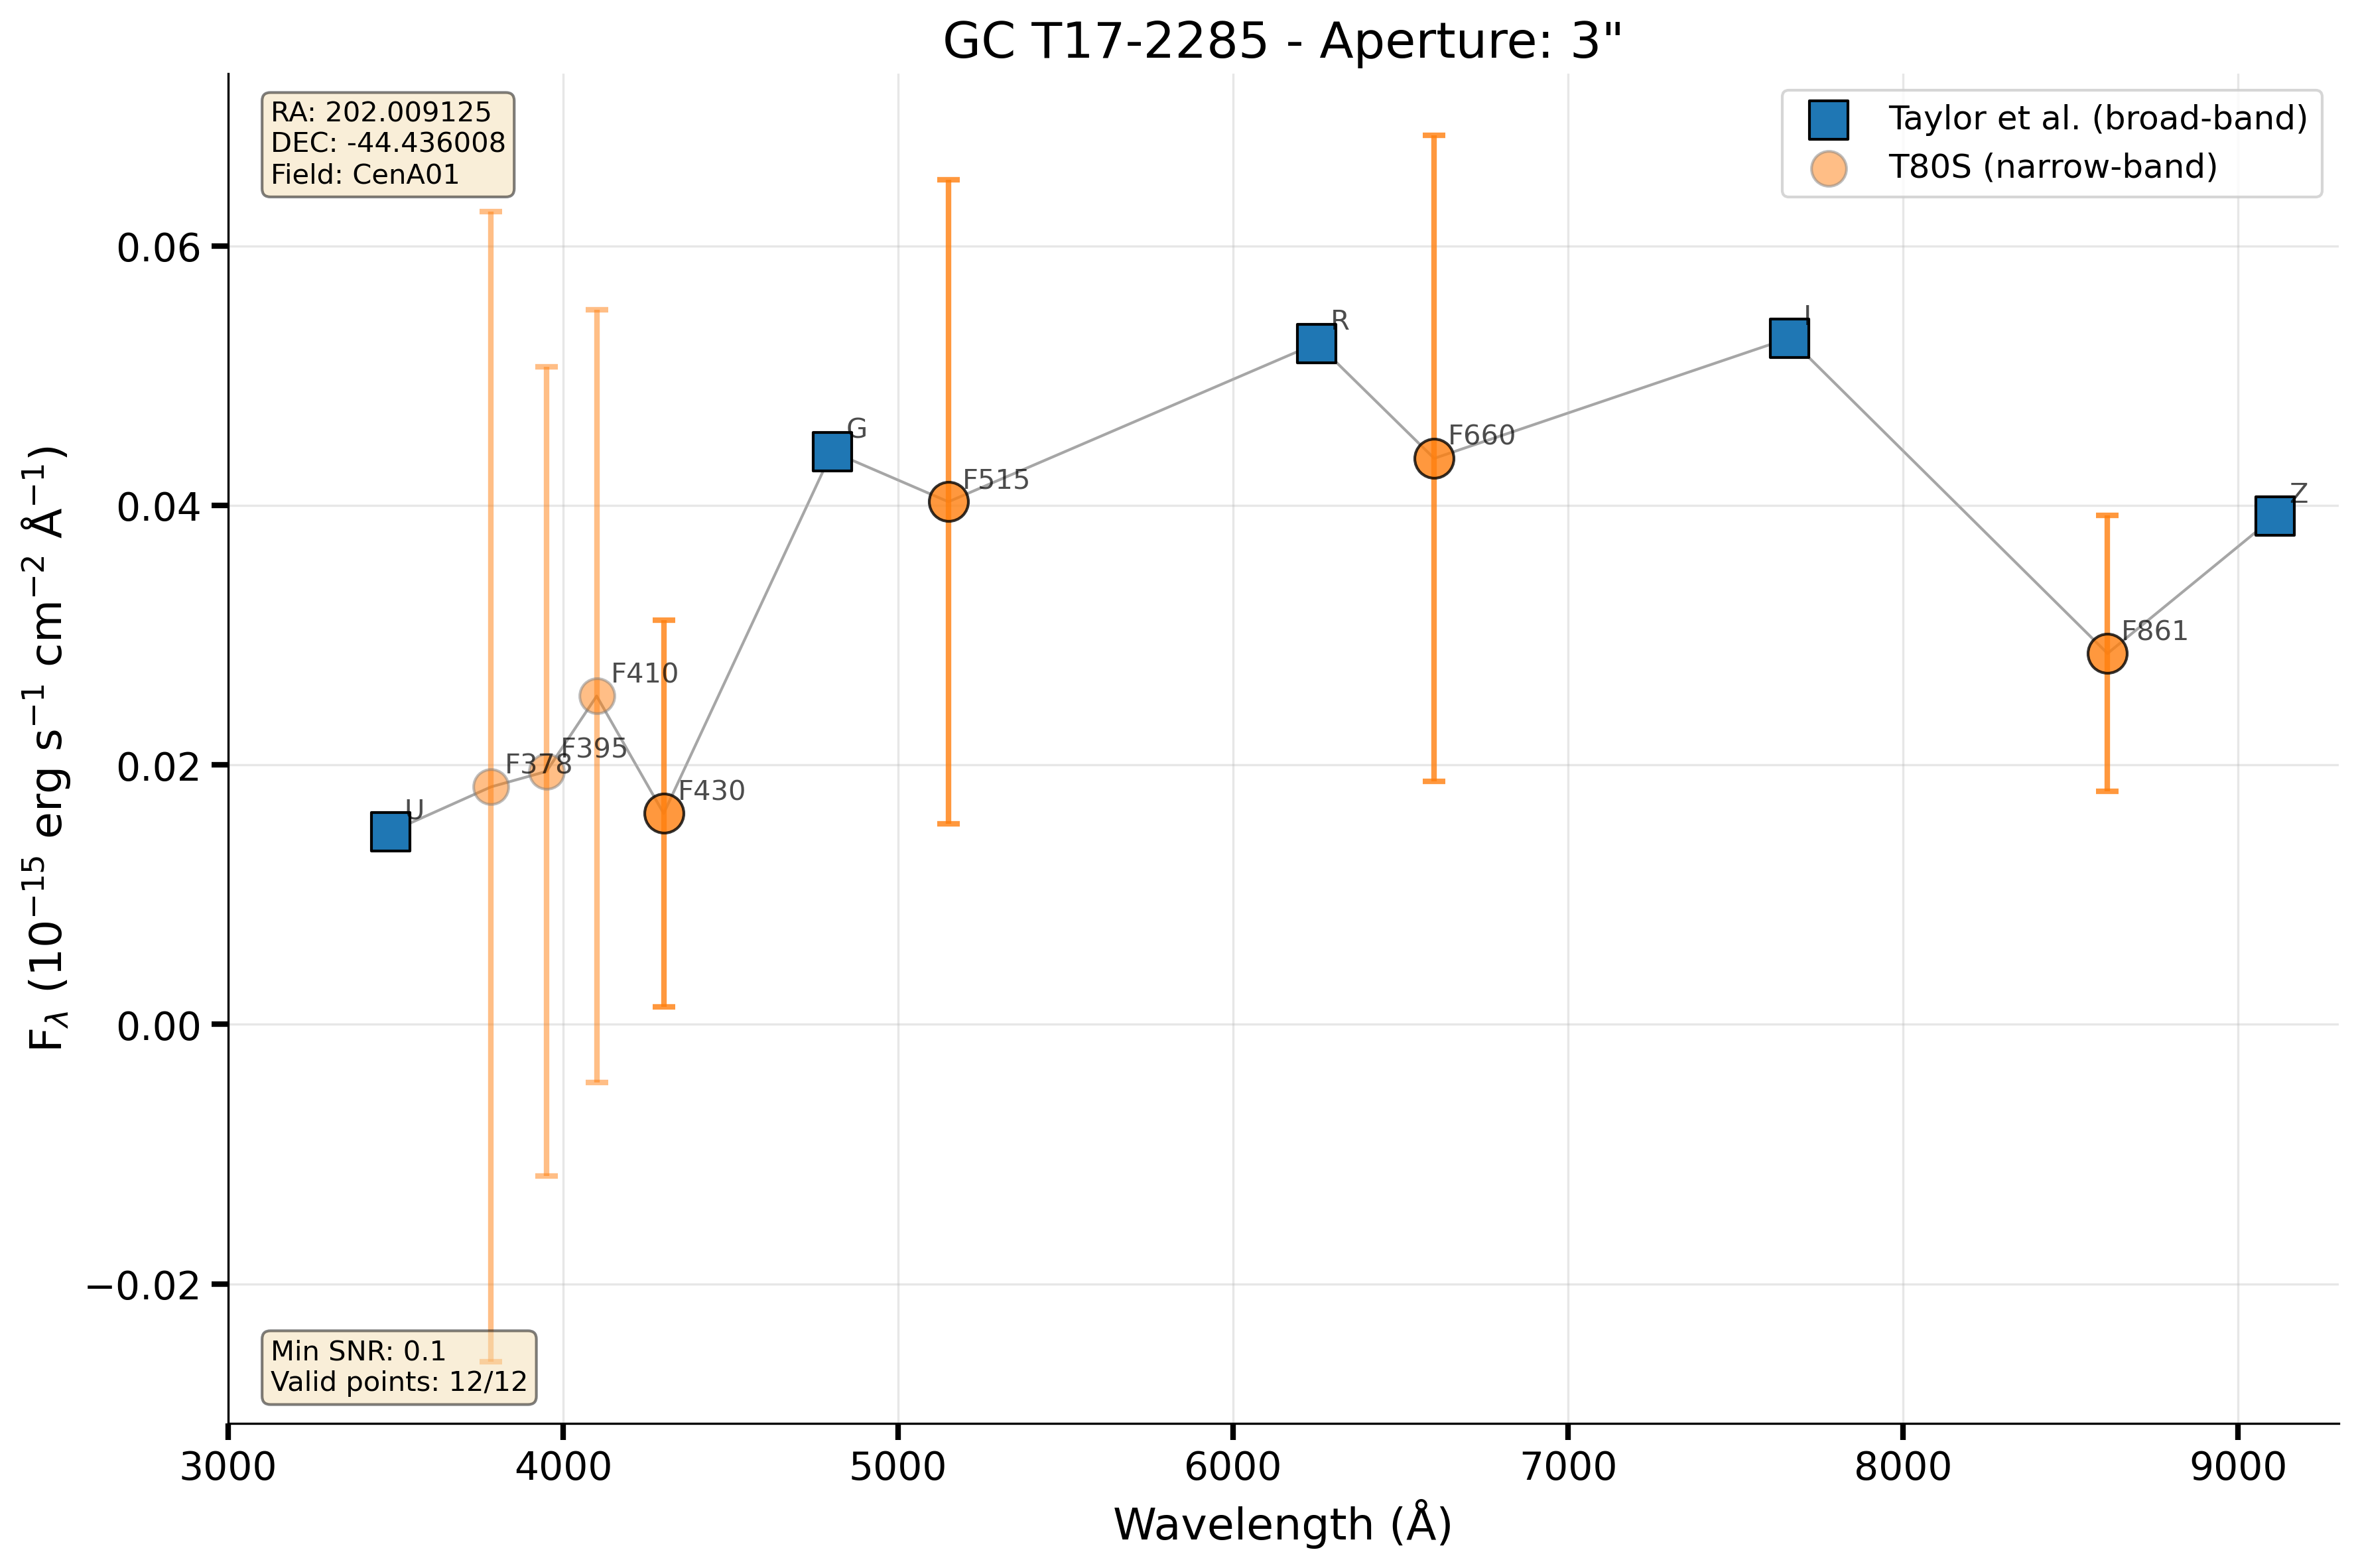 GC T17-2285 - Aperture: 3"
RA: 202.009125
DEC: -44.436008
Field: CenA01
Taylor et al. (broad-band)
T80S (narrow-band)
F_λ (10⁻¹⁵ erg s⁻¹ cm⁻² Å⁻¹)
0.06
0.04
0.02
0.00
−0.02
U
F378
F395
F410
F430
G
F515
R
F660
I
F861
Z
Min SNR: 0.1
Valid points: 12/12
3000 4000 5000 6000 7000 8000 9000
Wavelength (Å)